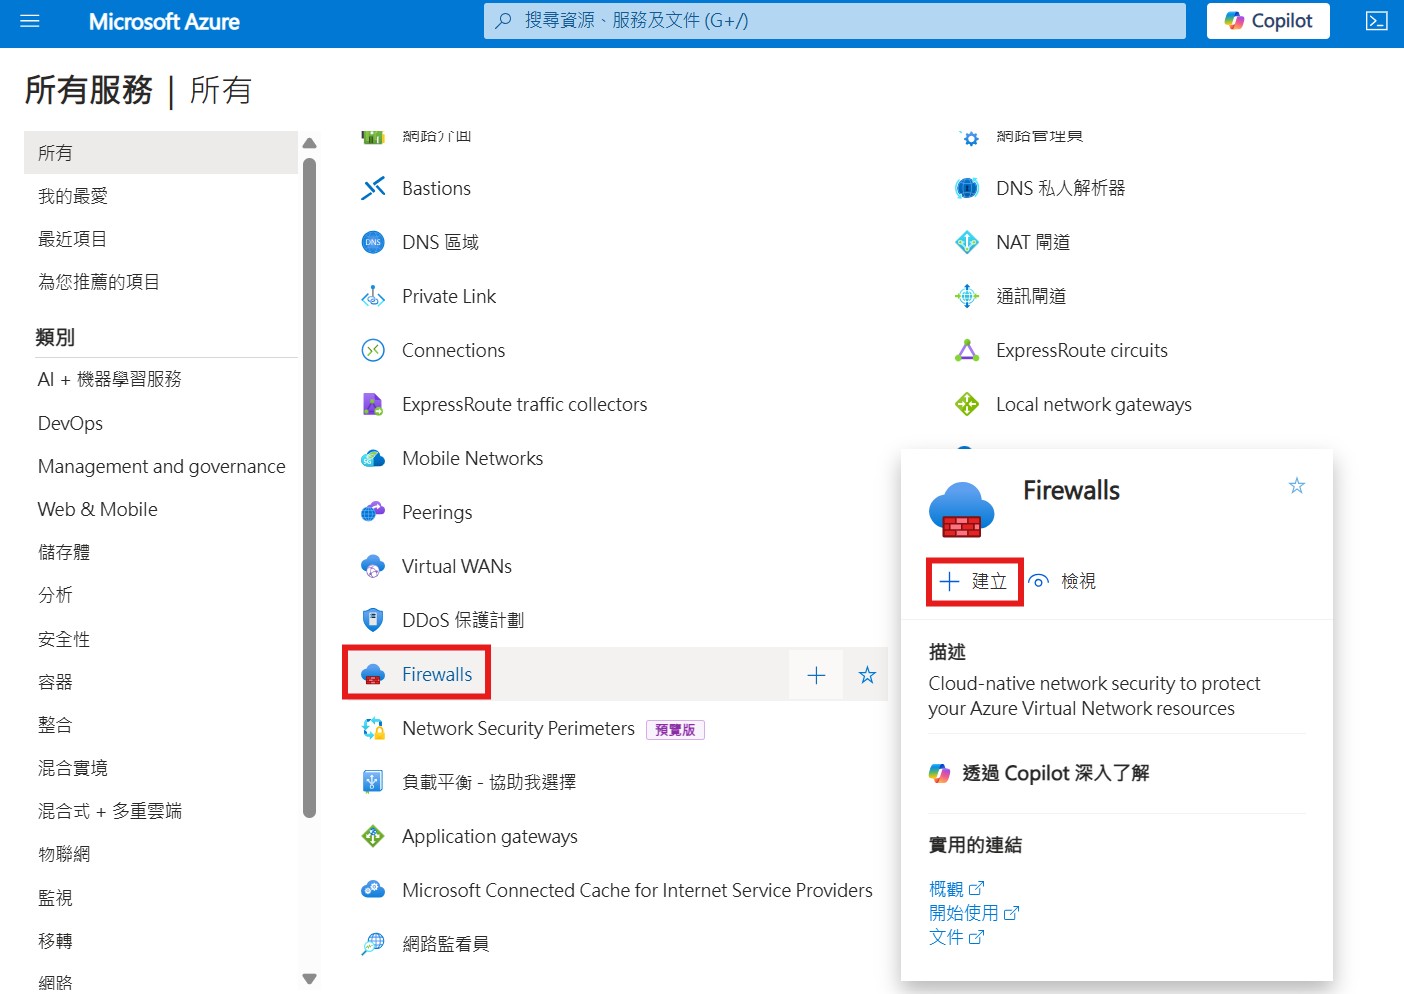 Microsoft Azure
搜尋資源、服務及文件 (G+/)
Copilot
所有服務 | 所有
所有
我的最愛
最近項目
為您推薦的項目
類別
AI + 機器學習服務
DevOps
Management and governance
Web & Mobile
儲存體
分析
安全性
容器
整合
混合實境
混合式 + 多重雲端
物聯網
監視
移轉
網路
網路介面
Bastions
DNS 區域
Private Link
Connections
ExpressRoute traffic collectors
Mobile Networks
Peerings
Virtual WANs
DDoS 保護計劃
Firewalls
Network Security Perimeters 預覽版
負載平衡 - 協助我選擇
Application gateways
Microsoft Connected Cache for Internet Service Providers
網路監看員
網路管理員
DNS 私人解析器
NAT 閘道
通訊閘道
ExpressRoute circuits
Local network gateways
Firewalls
建立
檢視
描述
Cloud-native network security to protect
your Azure Virtual Network resources
透過 Copilot 深入了解
實用的連結
概觀
開始使用
文件